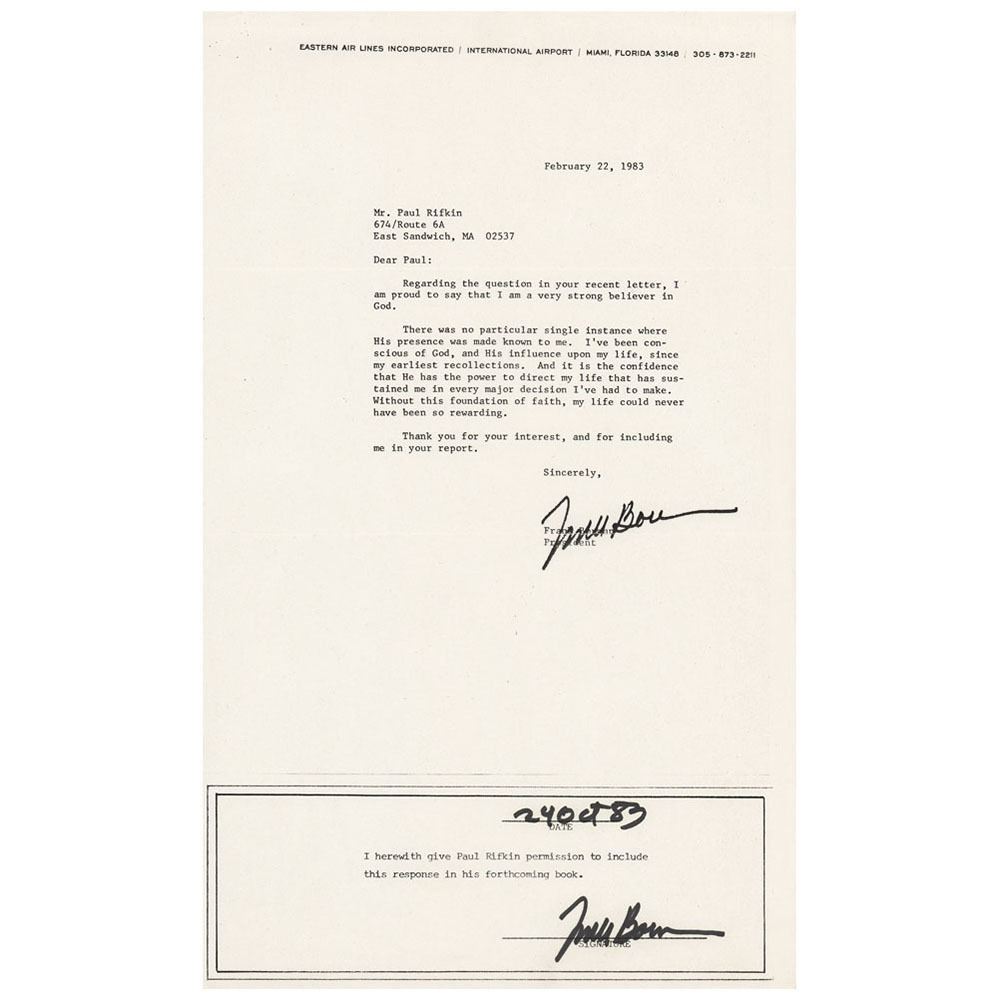 EASTERN AIR LINES INCORPORATED / INTERNATIONAL AIRPORT / MIAMI, FLORIDA 33148 / 305 - 873-2211
February 22, 1983
Mr. Paul Rifkin
674/Route 6A
East Sandwich, MA 02537
Dear Paul:
Regarding the question in your recent letter, I
am proud to say that I am a very strong believer in
God.
There was no particular single instance where
His presence was made known to me. I've been con-
scious of God, and His influence upon my life, since
my earliest recollections. And it is the confidence
that He has the power to direct my life that has sus-
tained me in every major decision I've had to make.
Without this foundation of faith, my life could never
have been so rewarding.
Thank you for your interest, and for including
me in your report.
Sincerely,
Frank Borman
President
24 Oct 83
DATE
I herewith give Paul Rifkin permission to include
this response in his forthcoming book.
SIGNATURE